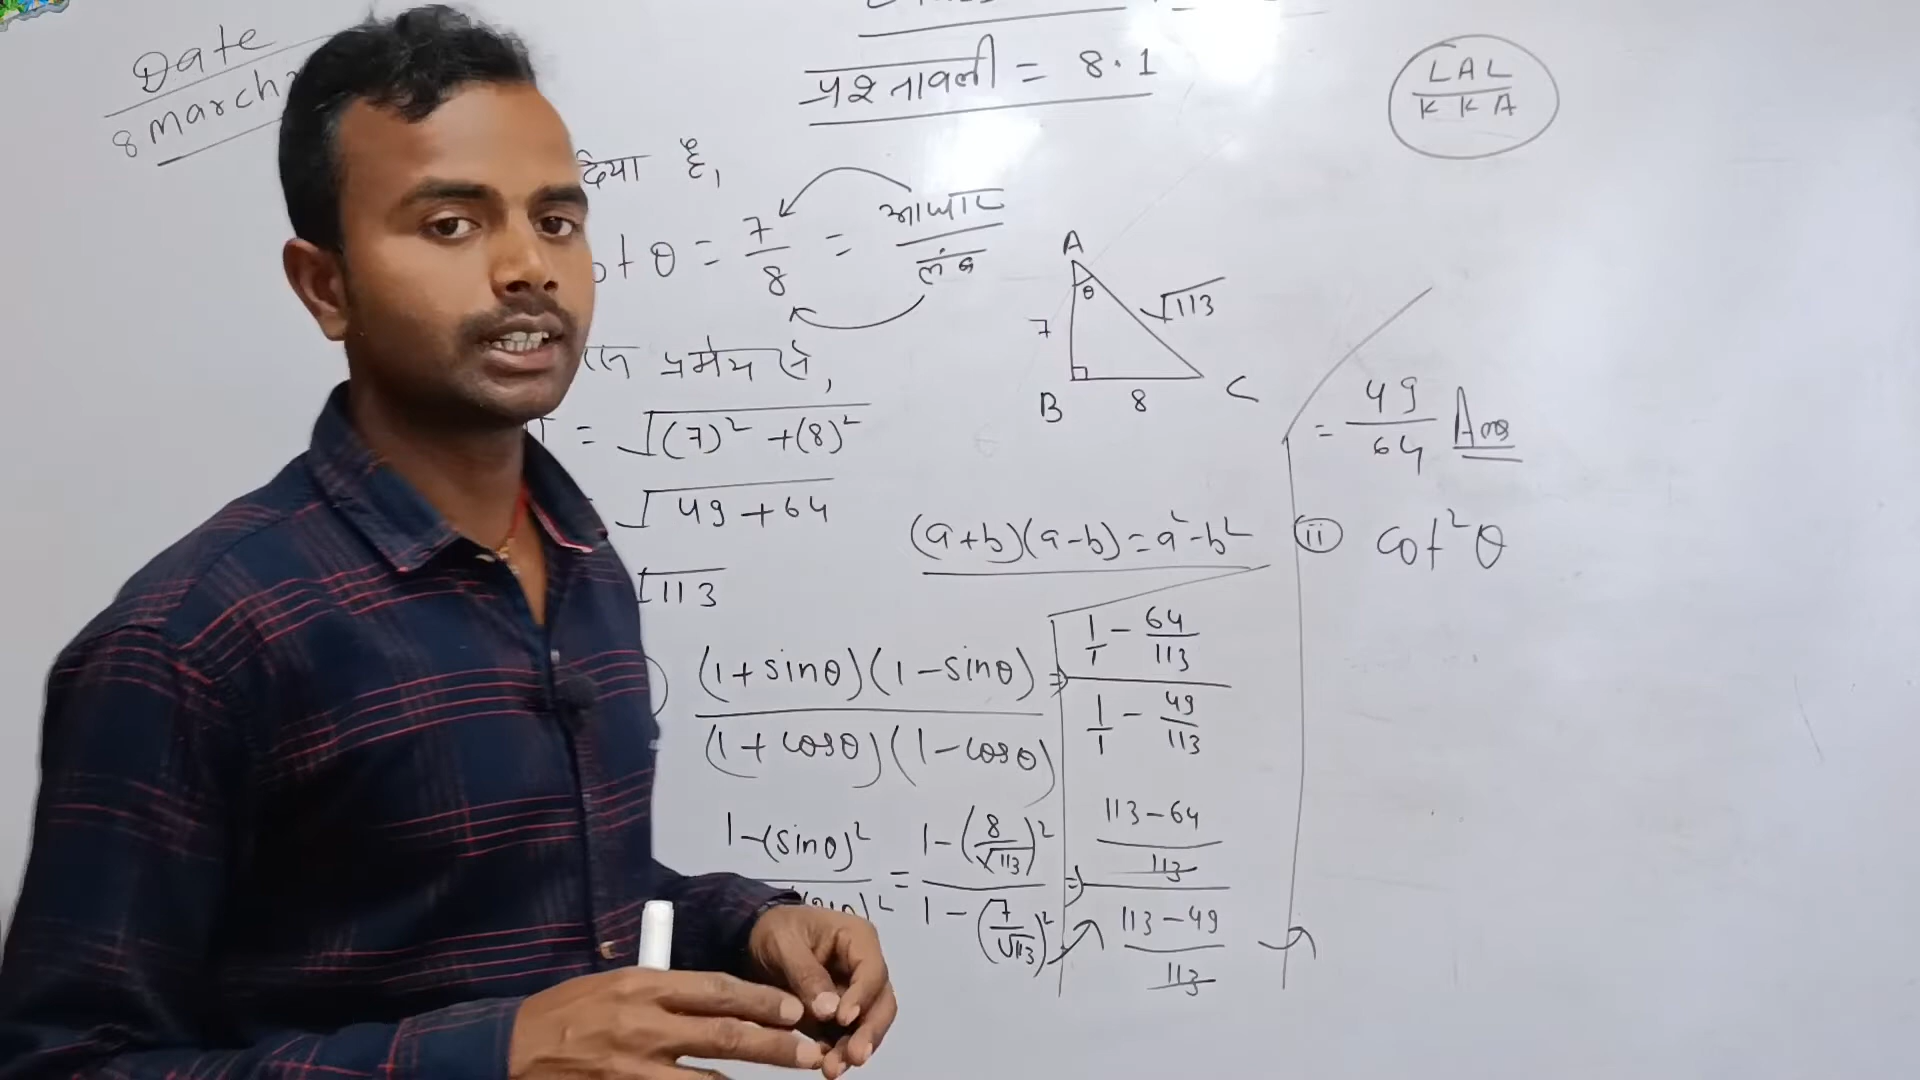 Date
8 march
प्रश्नावली = 8.1
LAL
KKA
दिया है,
cot θ = 7/8 = आधार/लंब
A
θ
7
√113
B
8
C
प्रमेय से,
= √(7)² + (8)²
= √49 + 64
√113
(a+b)(a-b) = a² - b²
(1 + sinθ)(1 - sinθ)
(1 + cosθ)(1 - cosθ)
1-(sinθ)² = 1-(8/√113)²
1-(7/√113)²
=> 1/1 - 64/113
1/1 - 49/113
=> 113-64
113
113-49
113
= 49/64 Ans
(ii) cot²θ